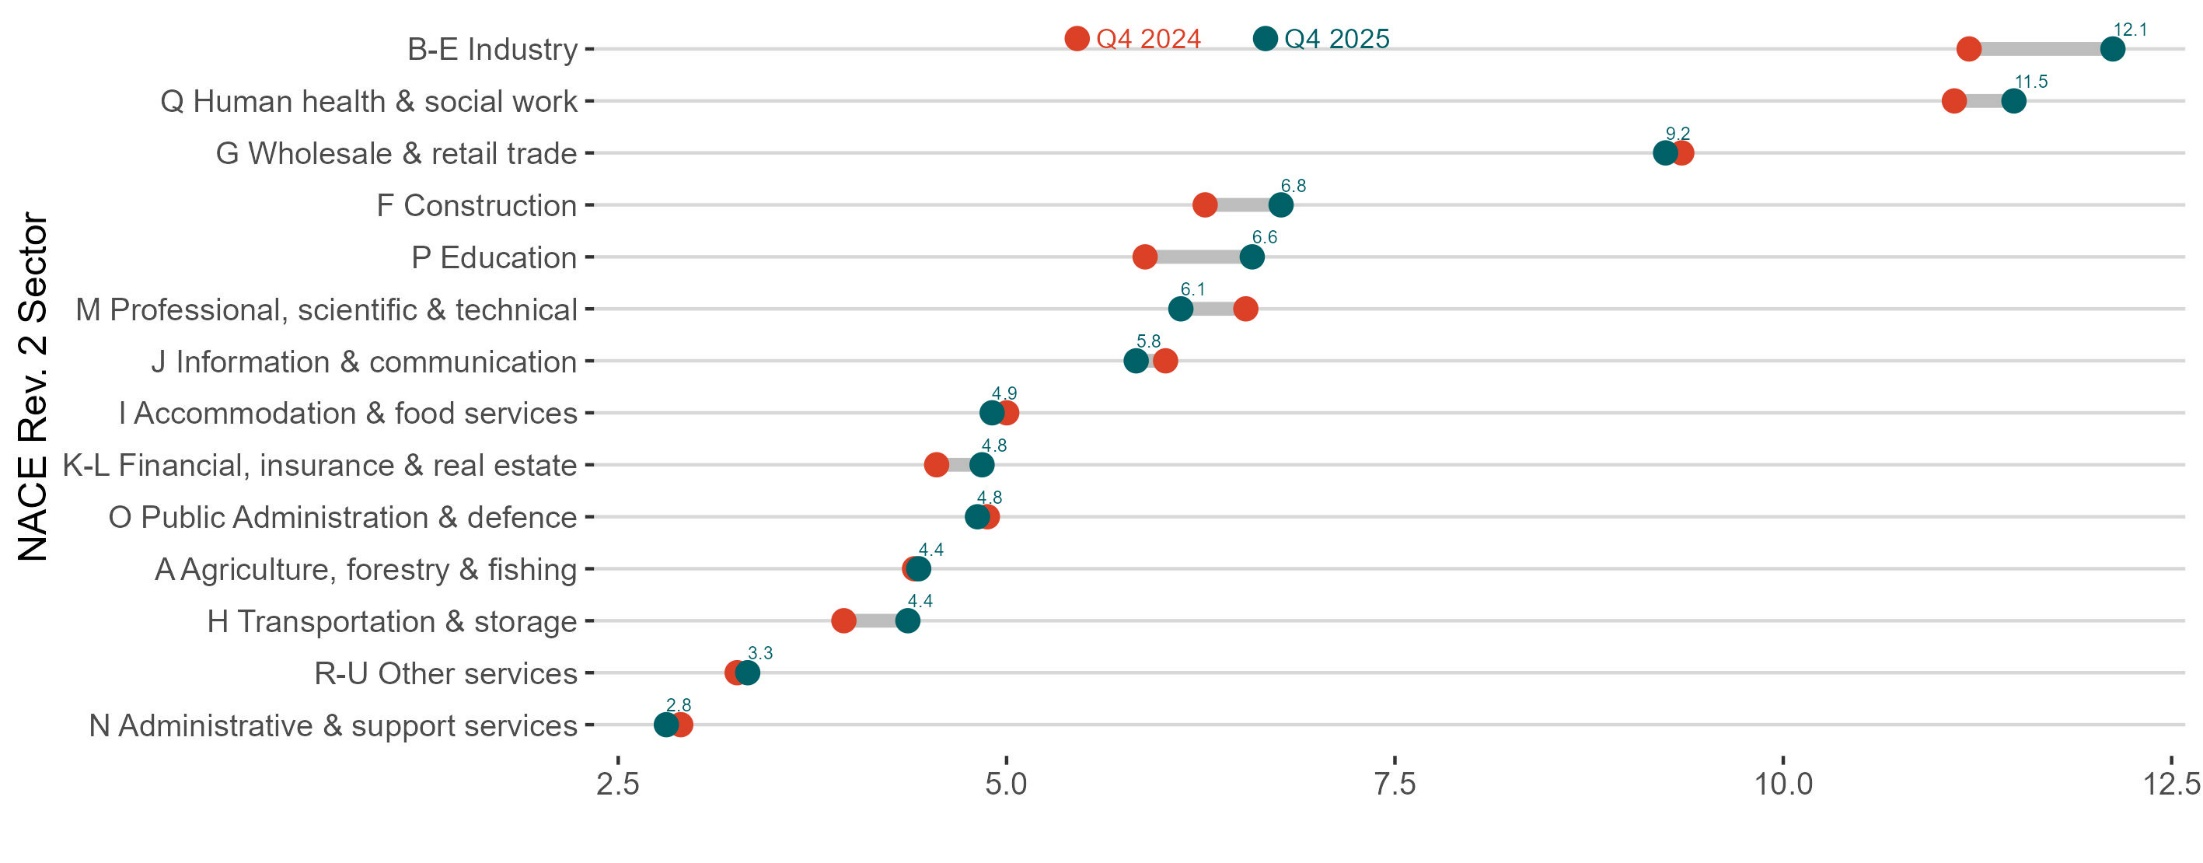 Q4 2024 Q4 2025
B-E Industry 12.1
Q Human health & social work 11.5
G Wholesale & retail trade 9.2
F Construction 6.8
P Education 6.6
M Professional, scientific & technical 6.1
J Information & communication 5.8
I Accommodation & food services 4.9
K-L Financial, insurance & real estate 4.8
O Public Administration & defence 4.8
A Agriculture, forestry & fishing 4.4
H Transportation & storage 4.4
R-U Other services 3.3
N Administrative & support services 2.8
NACE Rev. 2 Sector
2.5 5.0 7.5 10.0 12.5